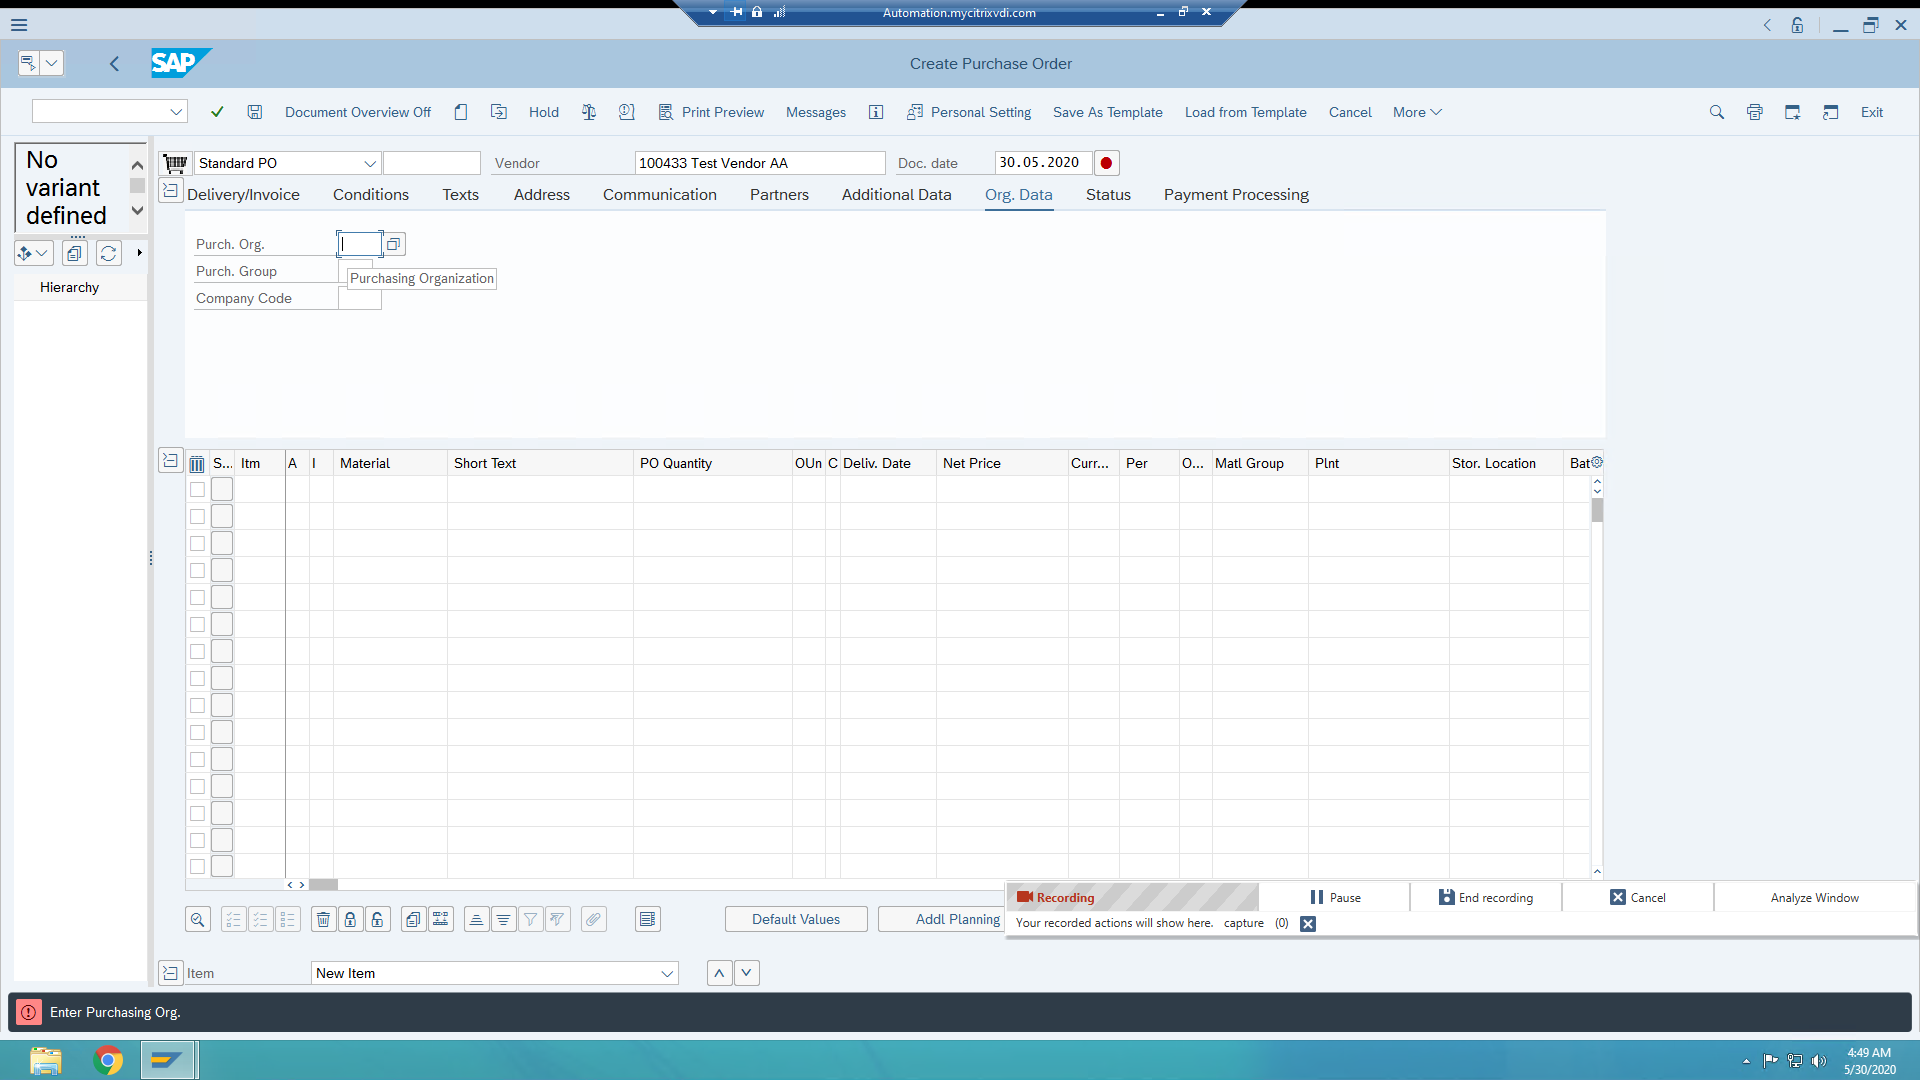 Automation.mycitrixvdi.com
SAP
Create Purchase Order
Document Overview Off
Hold
Print Preview
Messages
Personal Setting
Save As Template
Load from Template
Cancel
More
Exit
No variant defined
Standard PO
Vendor
100433 Test Vendor AA
Doc. date
30.05.2020
Delivery/Invoice
Conditions
Texts
Address
Communication
Partners
Additional Data
Org. Data
Status
Payment Processing
Hierarchy
Purch. Org.
Purch. Group
Purchasing Organization
Company Code
S...
Itm
A
I
Material
Short Text
PO Quantity
OUn
C
Deliv. Date
Net Price
Curr...
Per
O...
Matl Group
Plnt
Stor. Location
Bat
Default Values
Addl Planning
Recording
Pause
End recording
Cancel
Analyze Window
Your recorded actions will show here.
capture
(0)
Item
New Item
Enter Purchasing Org.
4:49 AM
5/30/2020